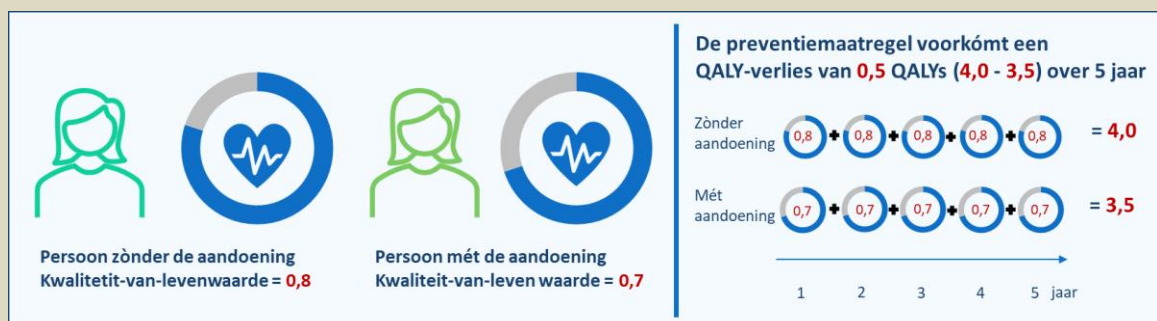 Persoon zònder de aandoening
Kwalitetit-van-levenwaarde = 0,8
Persoon mét de aandoening
Kwaliteit-van-leven waarde = 0,7
De preventiemaatregel voorkómt een
QALY-verlies van 0,5 QALYs (4,0 - 3,5) over 5 jaar
Zònder
aandoening
0,8 + 0,8 + 0,8 + 0,8 + 0,8 = 4,0
Mét
aandoening
0,7 + 0,7 + 0,7 + 0,7 + 0,7 = 3,5
1 2 3 4 5 jaar